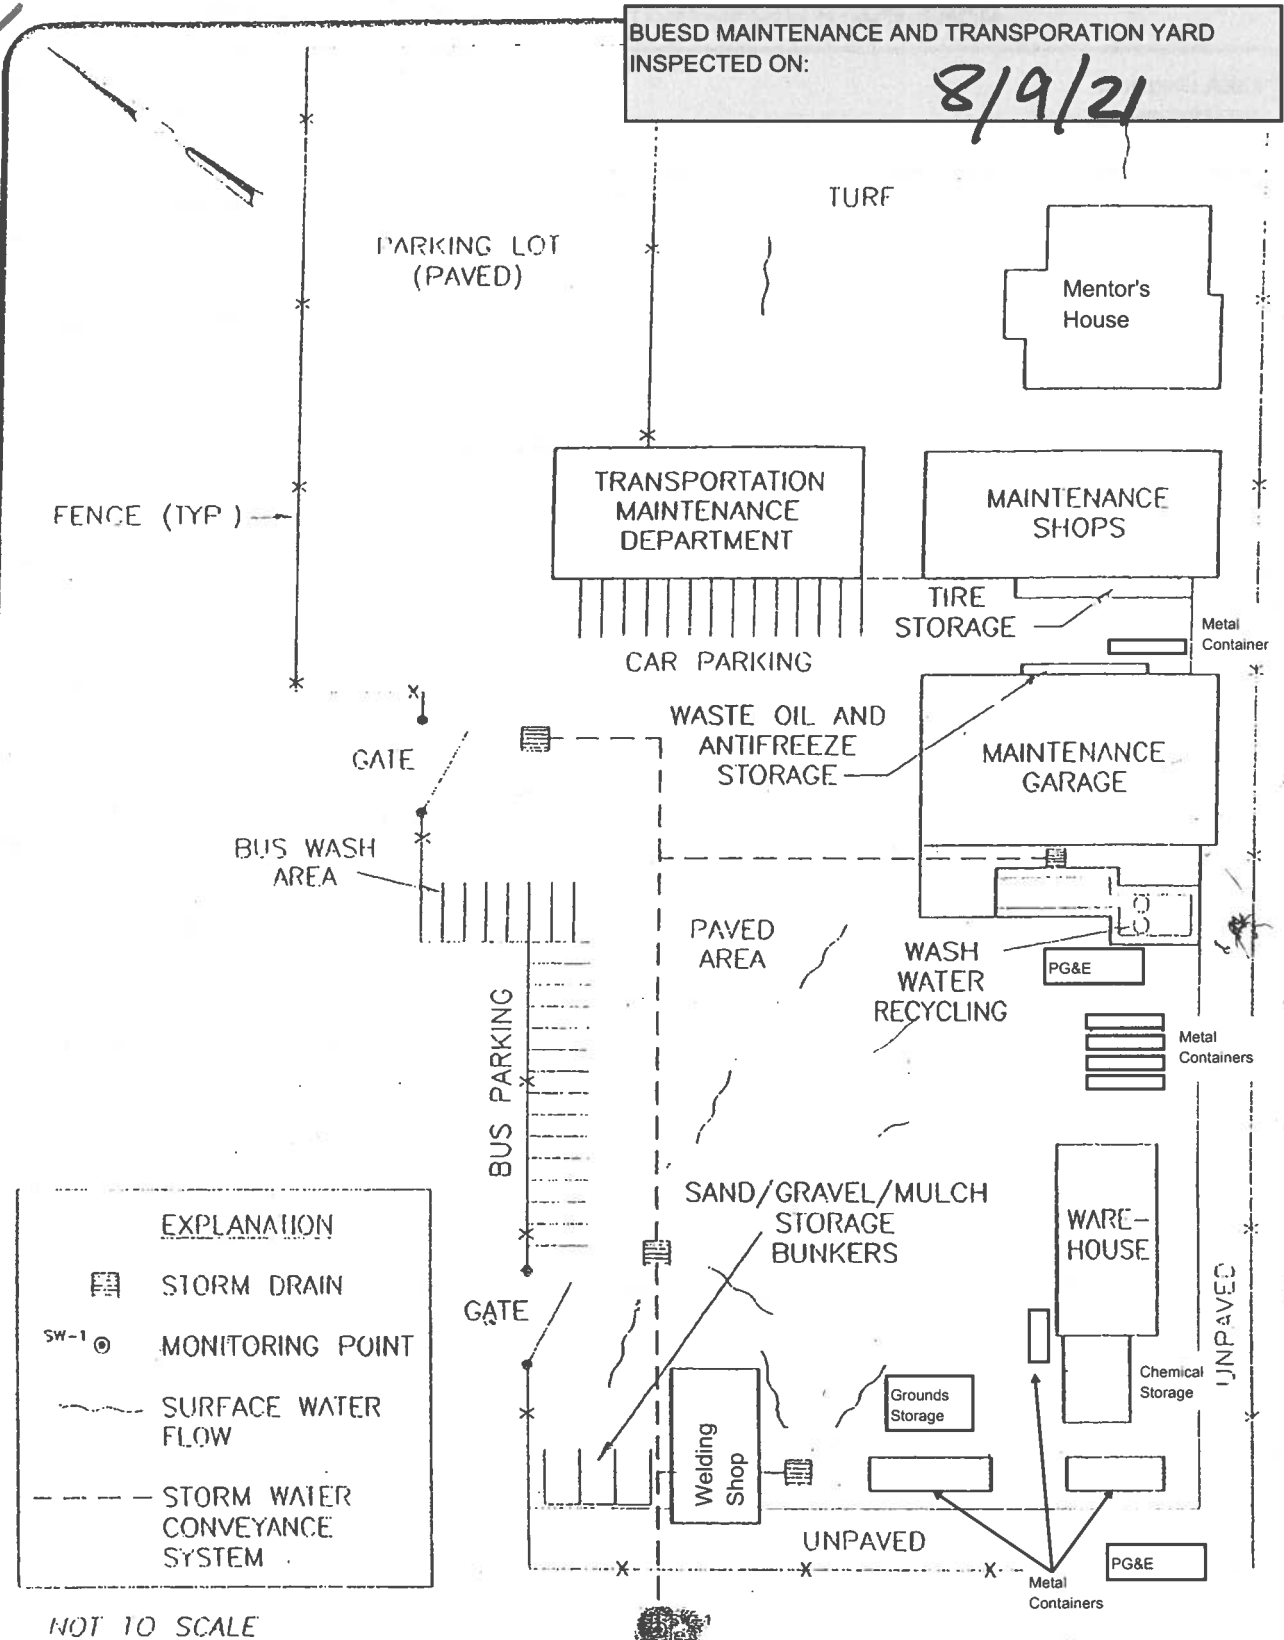 BUESD MAINTENANCE AND TRANSPORATION YARD
INSPECTED ON:
8/9/21
TURF
PARKING LOT
(PAVED)
Mentor's
House
TRANSPORTATION
MAINTENANCE
DEPARTMENT
MAINTENANCE
SHOPS
FENCE (TYP)
TIRE
STORAGE
Metal
Container
CAR PARKING
WASTE OIL AND
ANTIFREEZE
STORAGE
MAINTENANCE
GARAGE
GATE
BUS WASH
AREA
PAVED
AREA
WASH
WATER
RECYCLING
PG&E
Metal
Containers
BUS PARKING
SAND/GRAVEL/MULCH
STORAGE
BUNKERS
WARE-
HOUSE
UNPAVED
GATE
Chemical
Storage
Grounds
Storage
Welding
Shop
UNPAVED
PG&E
Metal
Containers
EXPLANATION
STORM DRAIN
SW-1
MONITORING POINT
SURFACE WATER
FLOW
STORM WATER
CONVEYANCE
SYSTEM
NOT TO SCALE